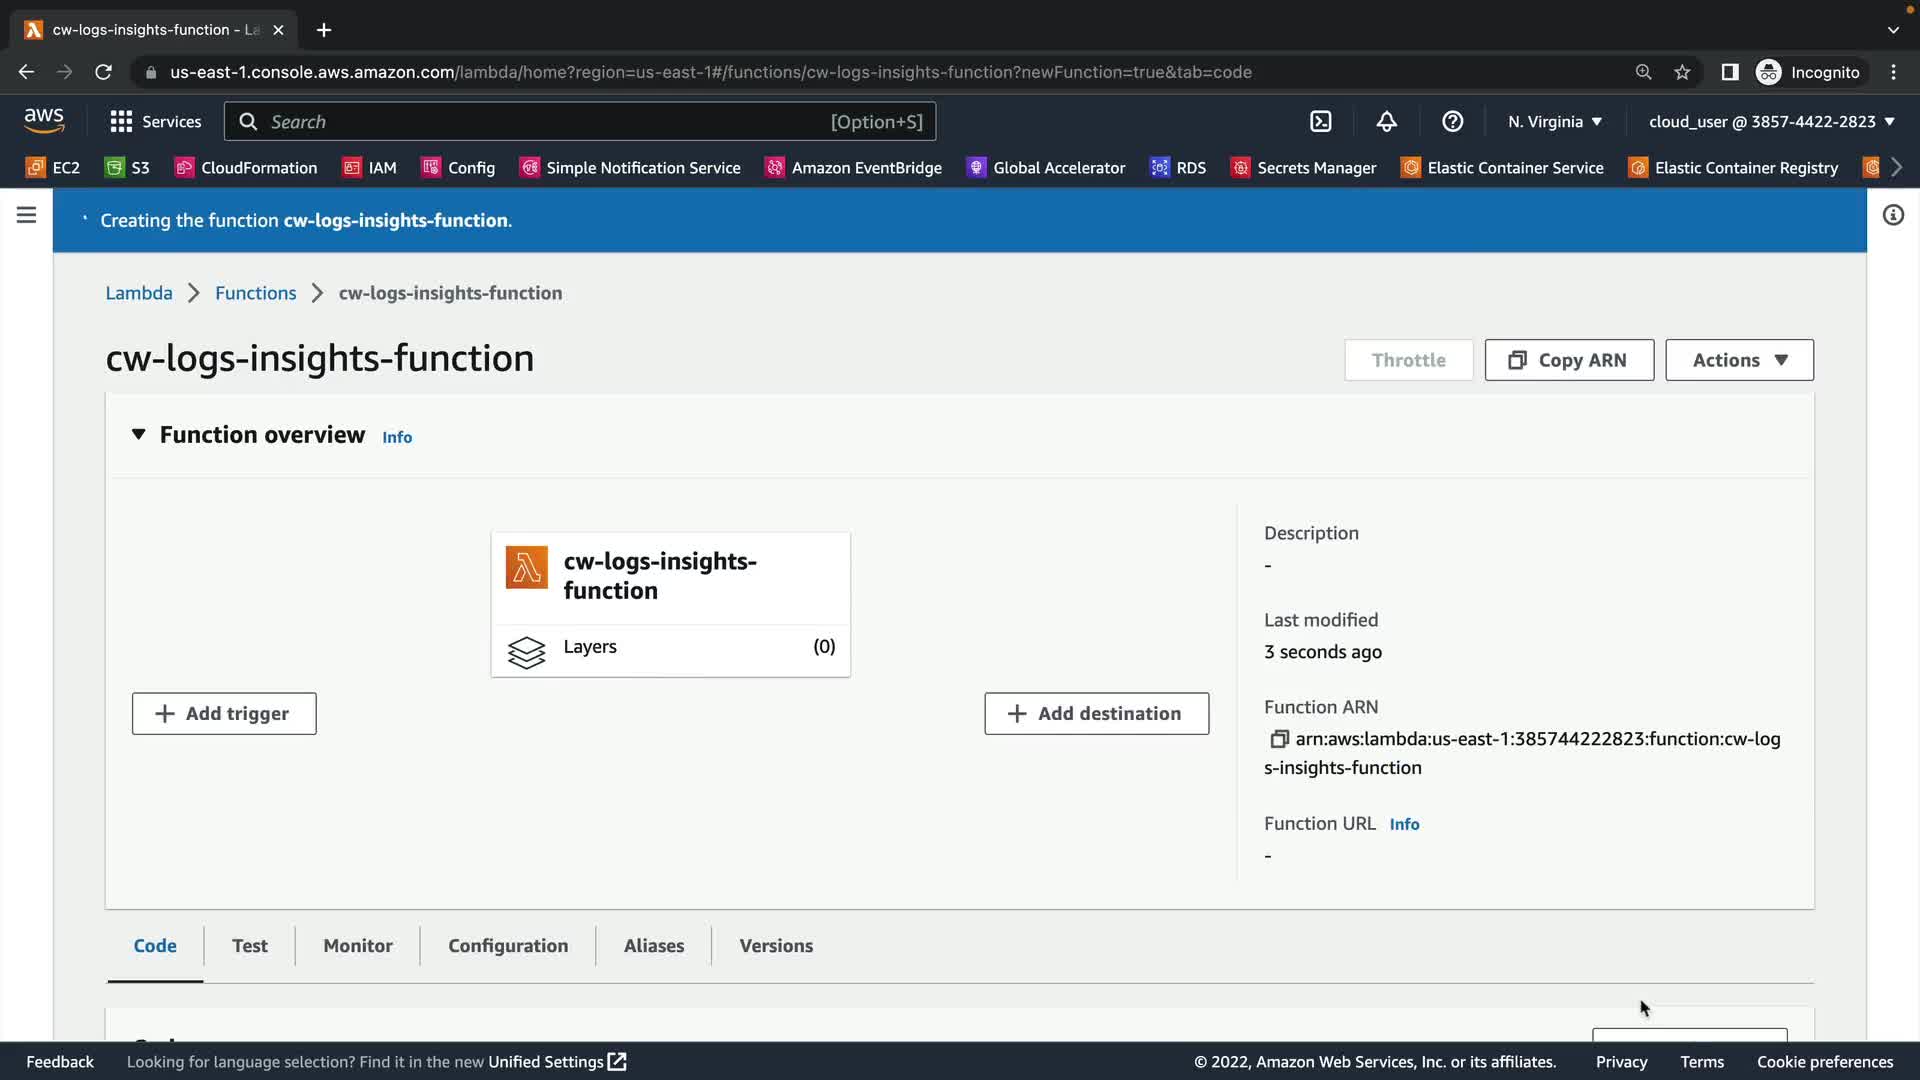 cw-logs-insights-function - La
us-east-1.console.aws.amazon.com/lambda/home?region=us-east-1#/functions/cw-logs-insights-function?newFunction=true&tab=code
Incognito
aws
Services
Search
[Option+S]
N. Virginia
cloud_user @ 3857-4422-2823
EC2
S3
CloudFormation
IAM
Config
Simple Notification Service
Amazon EventBridge
Global Accelerator
RDS
Secrets Manager
Elastic Container Service
Elastic Container Registry
Creating the function cw-logs-insights-function.
Lambda
Functions
cw-logs-insights-function
cw-logs-insights-function
Throttle
Copy ARN
Actions
Function overview Info
cw-logs-insights-
function
Layers
(0)
Add trigger
Add destination
Description
-
Last modified
3 seconds ago
Function ARN
arn:aws:lambda:us-east-1:385744222823:function:cw-log
s-insights-function
Function URL Info
-
Code
Test
Monitor
Configuration
Aliases
Versions
Feedback
Looking for language selection? Find it in the new Unified Settings
© 2022, Amazon Web Services, Inc. or its affiliates.
Privacy
Terms
Cookie preferences